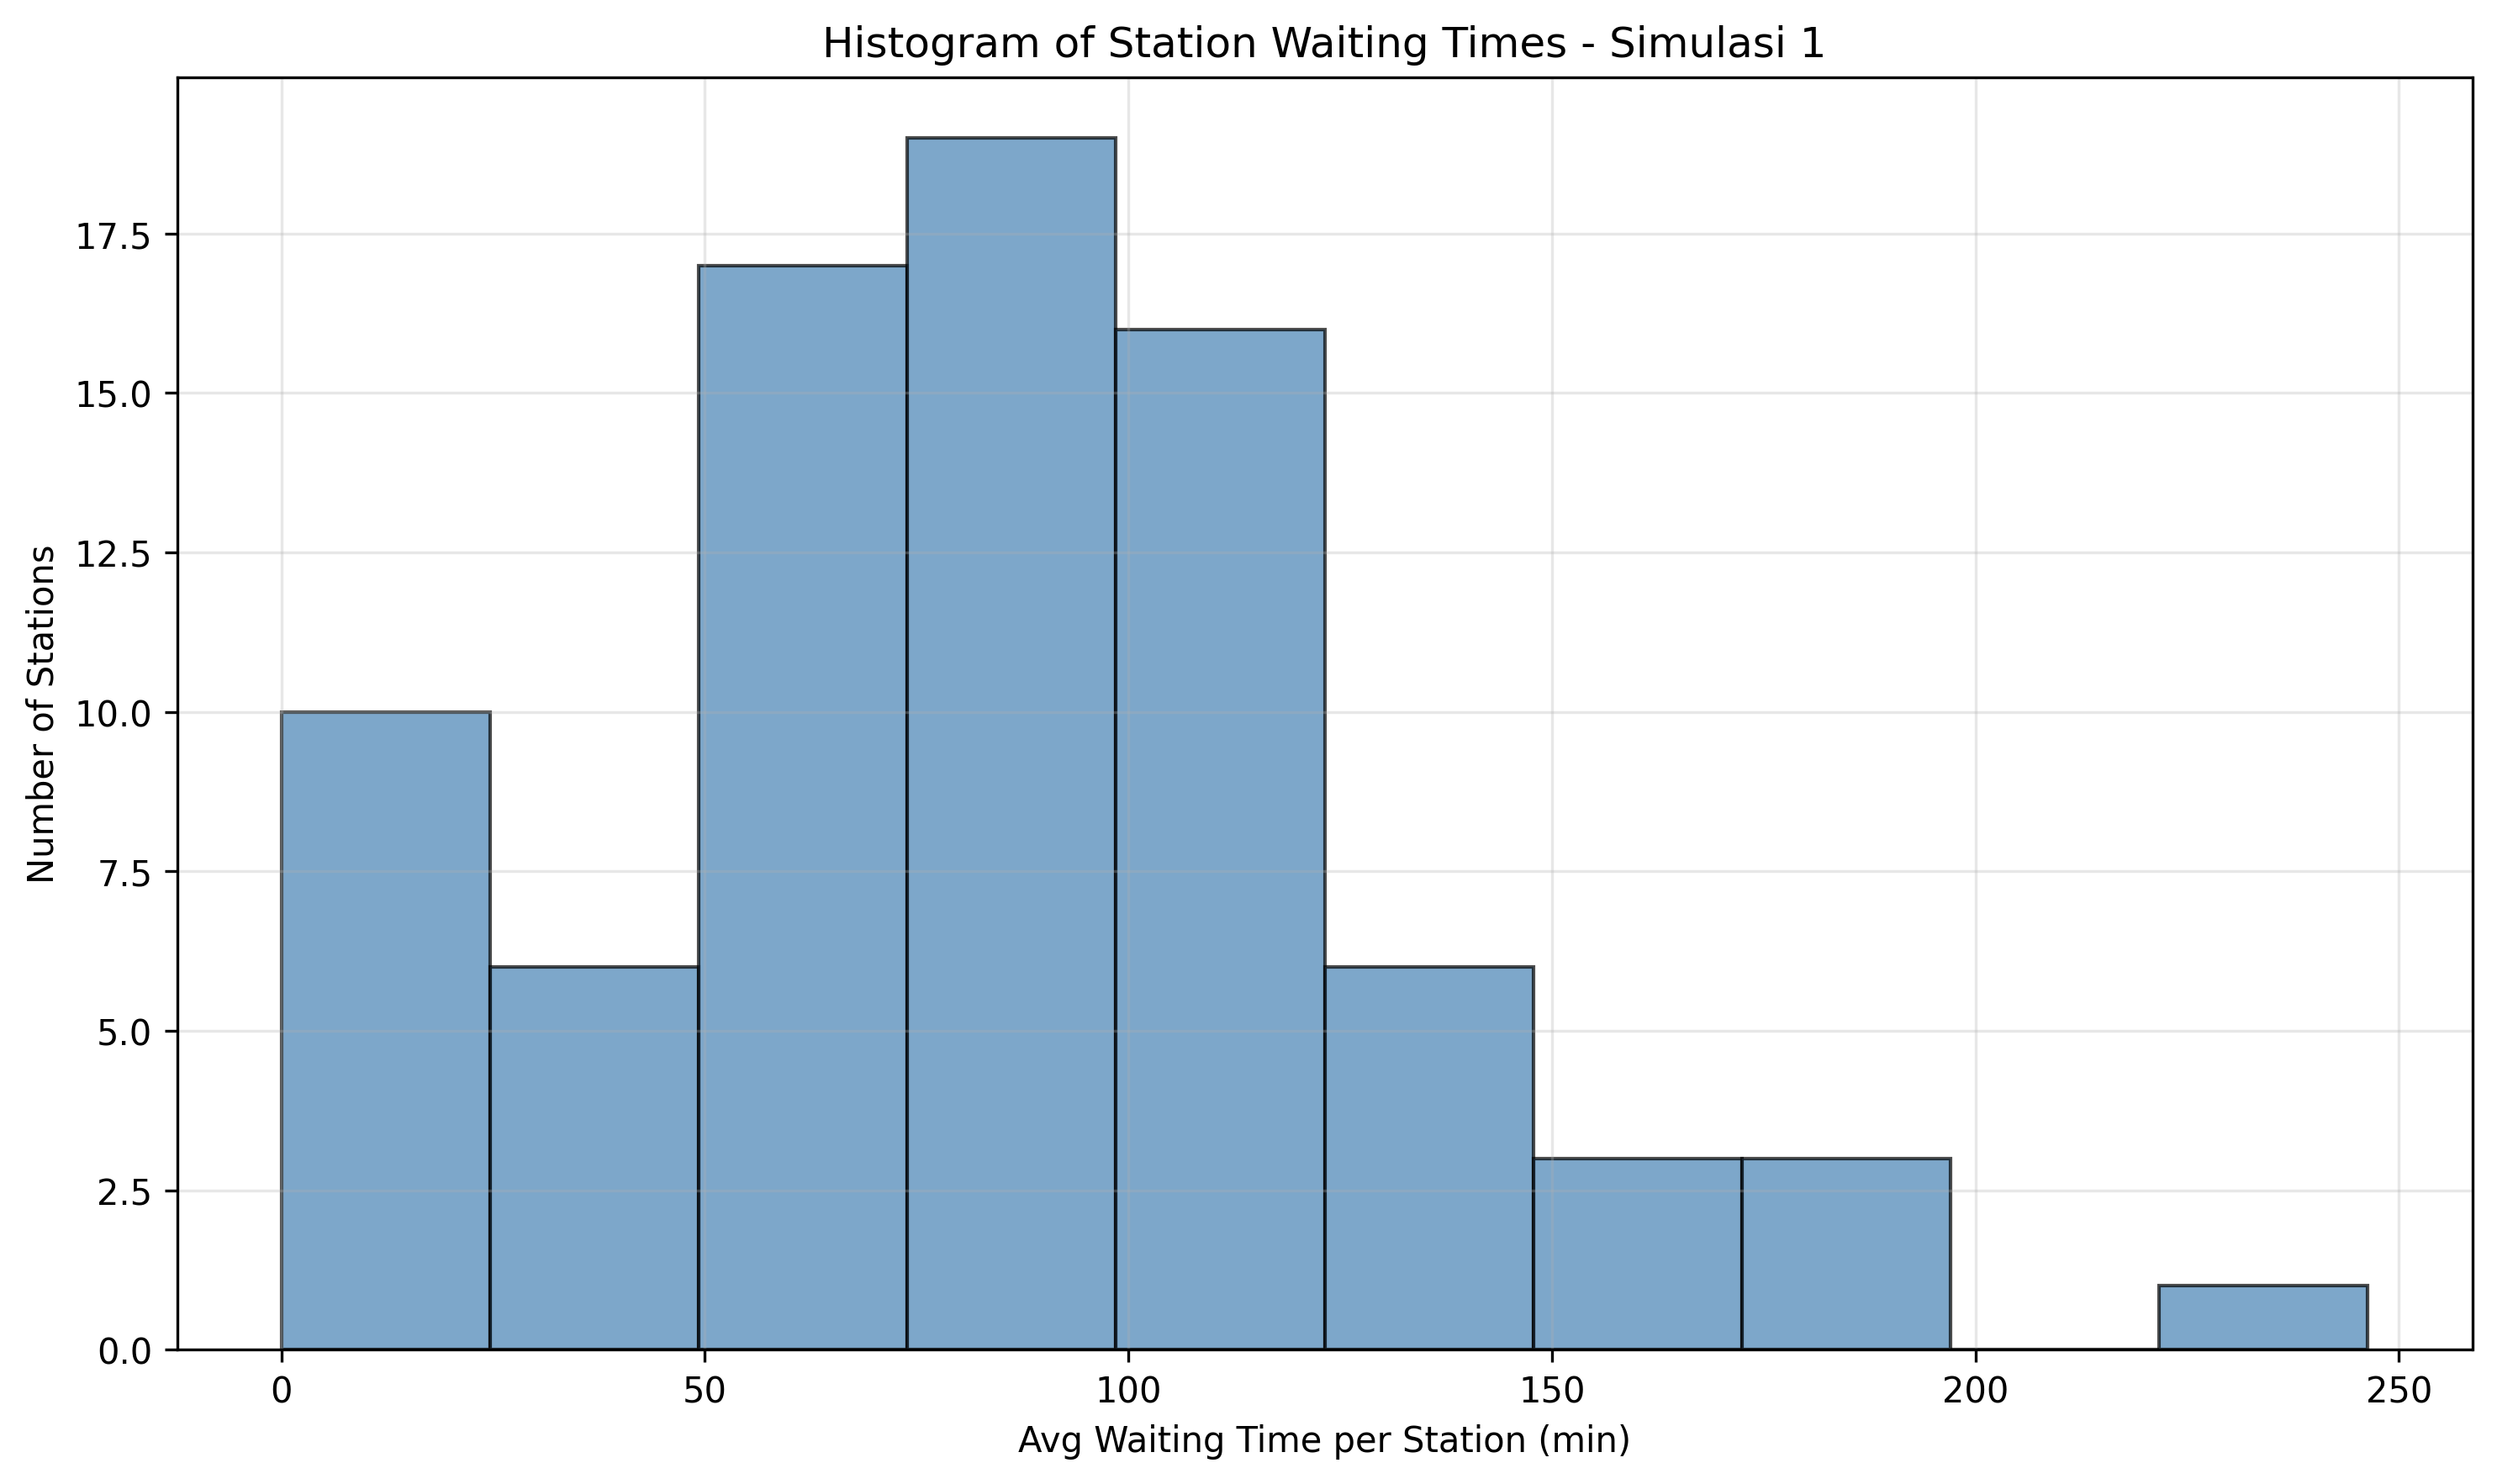 Histogram of Station Waiting Times - Simulasi 1
Number of Stations
17.5
15.0
12.5
10.0
7.5
5.0
2.5
0.0
0 50 100 150 200 250
Avg Waiting Time per Station (min)